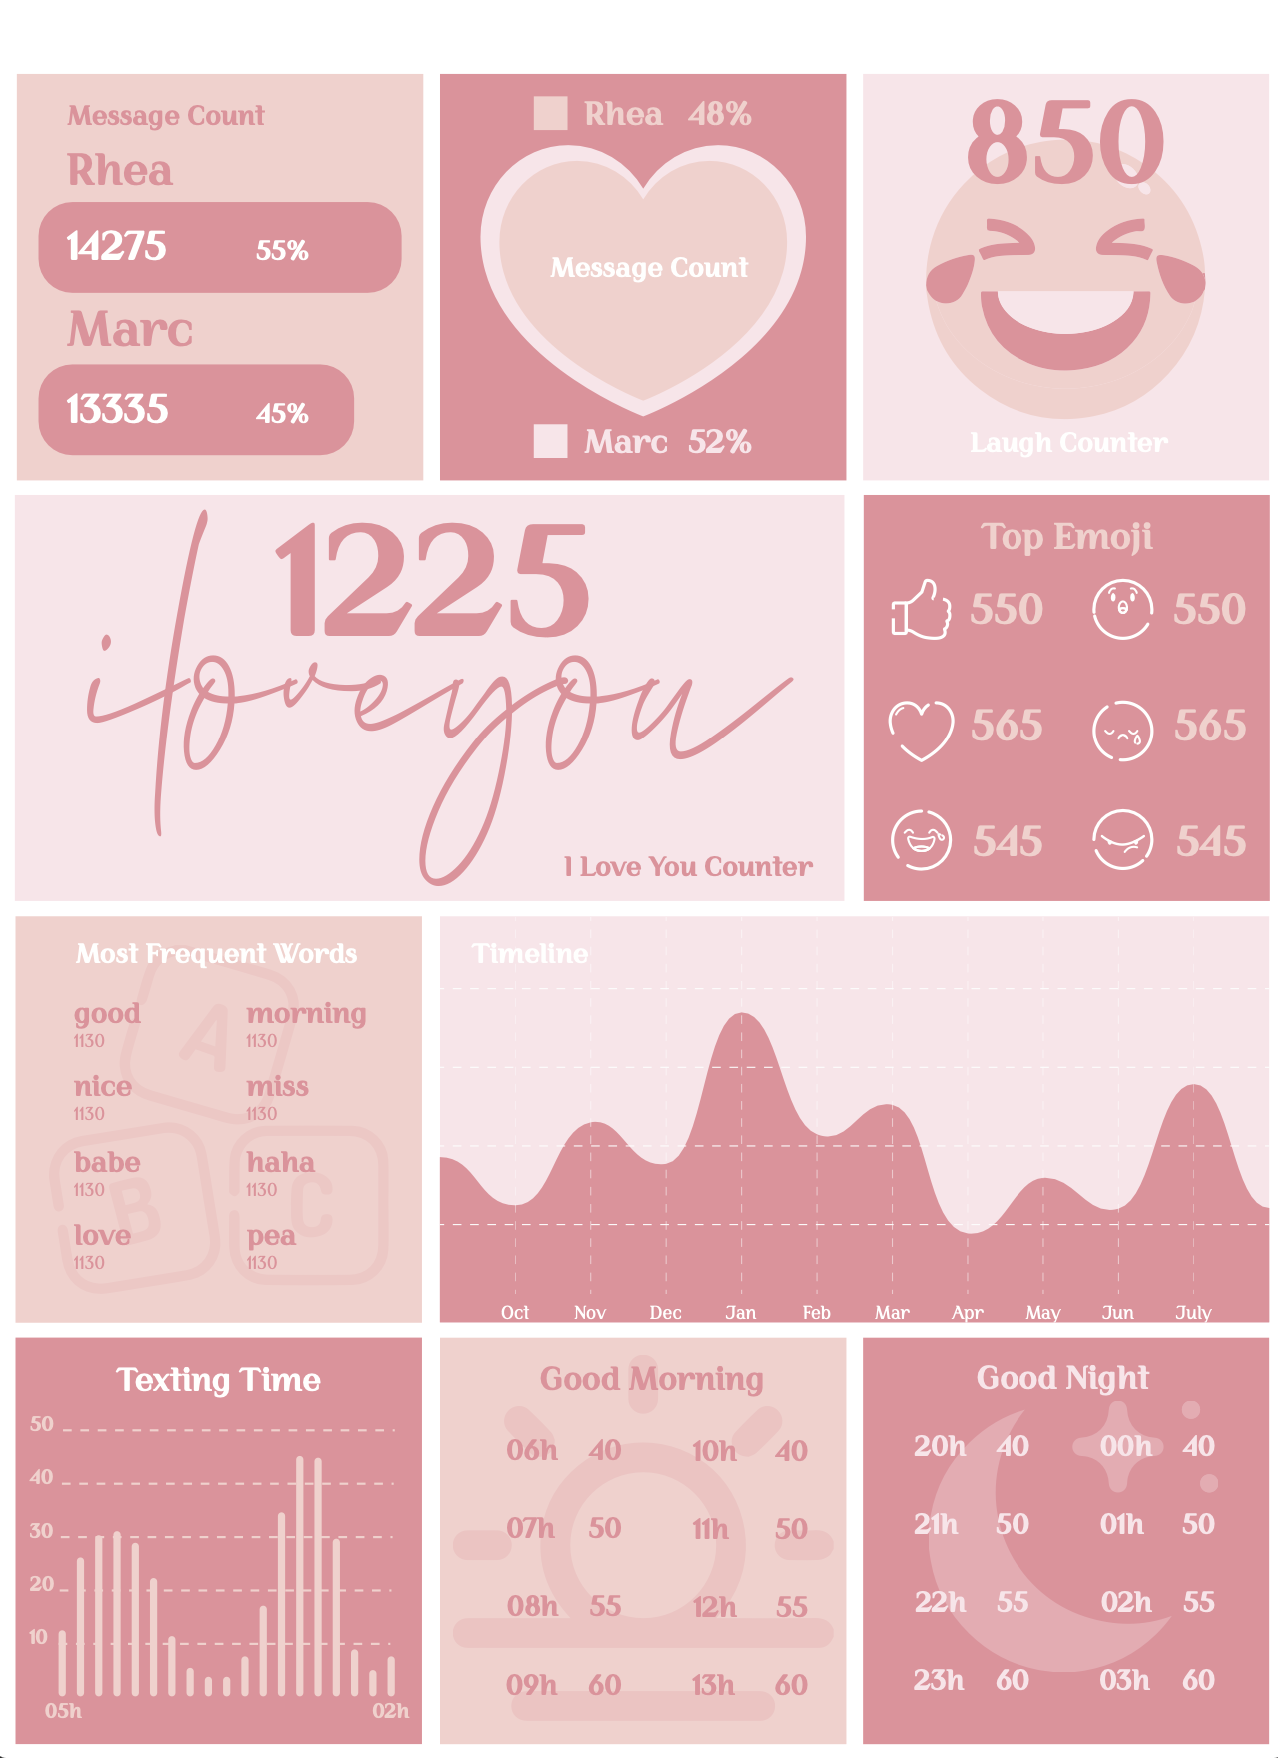 Message Count
Rhea
14275 55%
Marc
13335 45%
Rhea 48%
Message Count
Marc 52%
850
Laugh Counter
1225
i love you
I Love You Counter
Top Emoji
550 550
565 565
545 545
Most Frequent Words
A
good morning
1130 1130
nice miss
1130 1130
B C
babe haha
1130 1130
love pea
1130 1130
Timeline
Oct Nov Dec Jan Feb Mar Apr May Jun July
Texting Time
50
40
30
20
10
05h 02h
Good Morning
06h 40 10h 40
07h 50 11h 50
08h 55 12h 55
09h 60 13h 60
Good Night
20h 40 00h 40
21h 50 01h 50
22h 55 02h 55
23h 60 03h 60